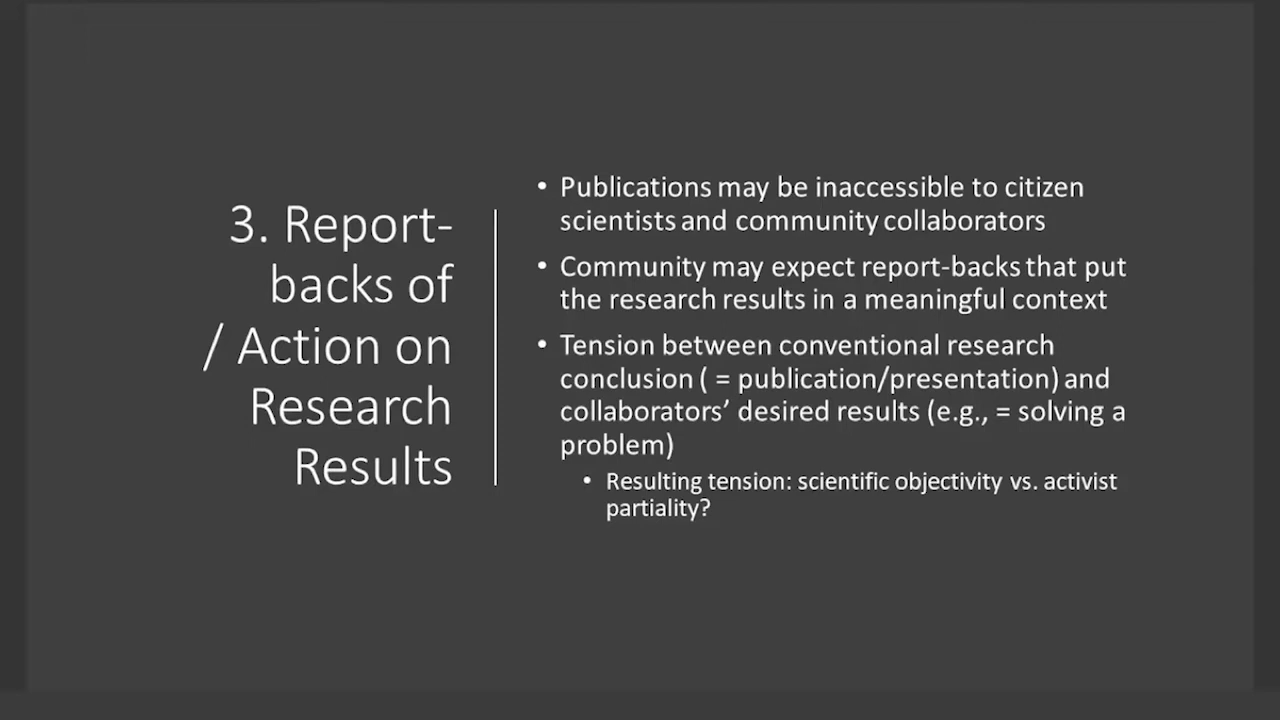 3. Report-
backs of
/ Action on
Research
Results
• Publications may be inaccessible to citizen
scientists and community collaborators
• Community may expect report-backs that put
the research results in a meaningful context
• Tension between conventional research
conclusion ( = publication/presentation) and
collaborators’ desired results (e.g., = solving a
problem)
• Resulting tension: scientific objectivity vs. activist
partiality?